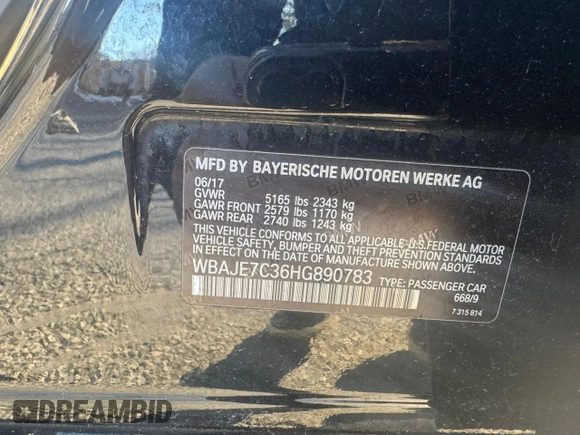 MFD BY BAYERISCHE MOTOREN WERKE AG
06/17
GVWR 5165 lbs 2343 kg
GAWR FRONT 2579 lbs 1170 kg
GAWR REAR 2740 lbs 1243 kg
THIS VEHICLE CONFORMS TO ALL APPLICABLE U.S. FEDERAL MOTOR
VEHICLE SAFETY, BUMPER AND THEFT PREVENTION STANDARDS
IN EFFECT ON THE DATE OF MANUFACTURE SHOWN ABOVE.
WBAJE7C36HG890783 TYPE: PASSENGER CAR
668/9
7 315 814
DREAMBID